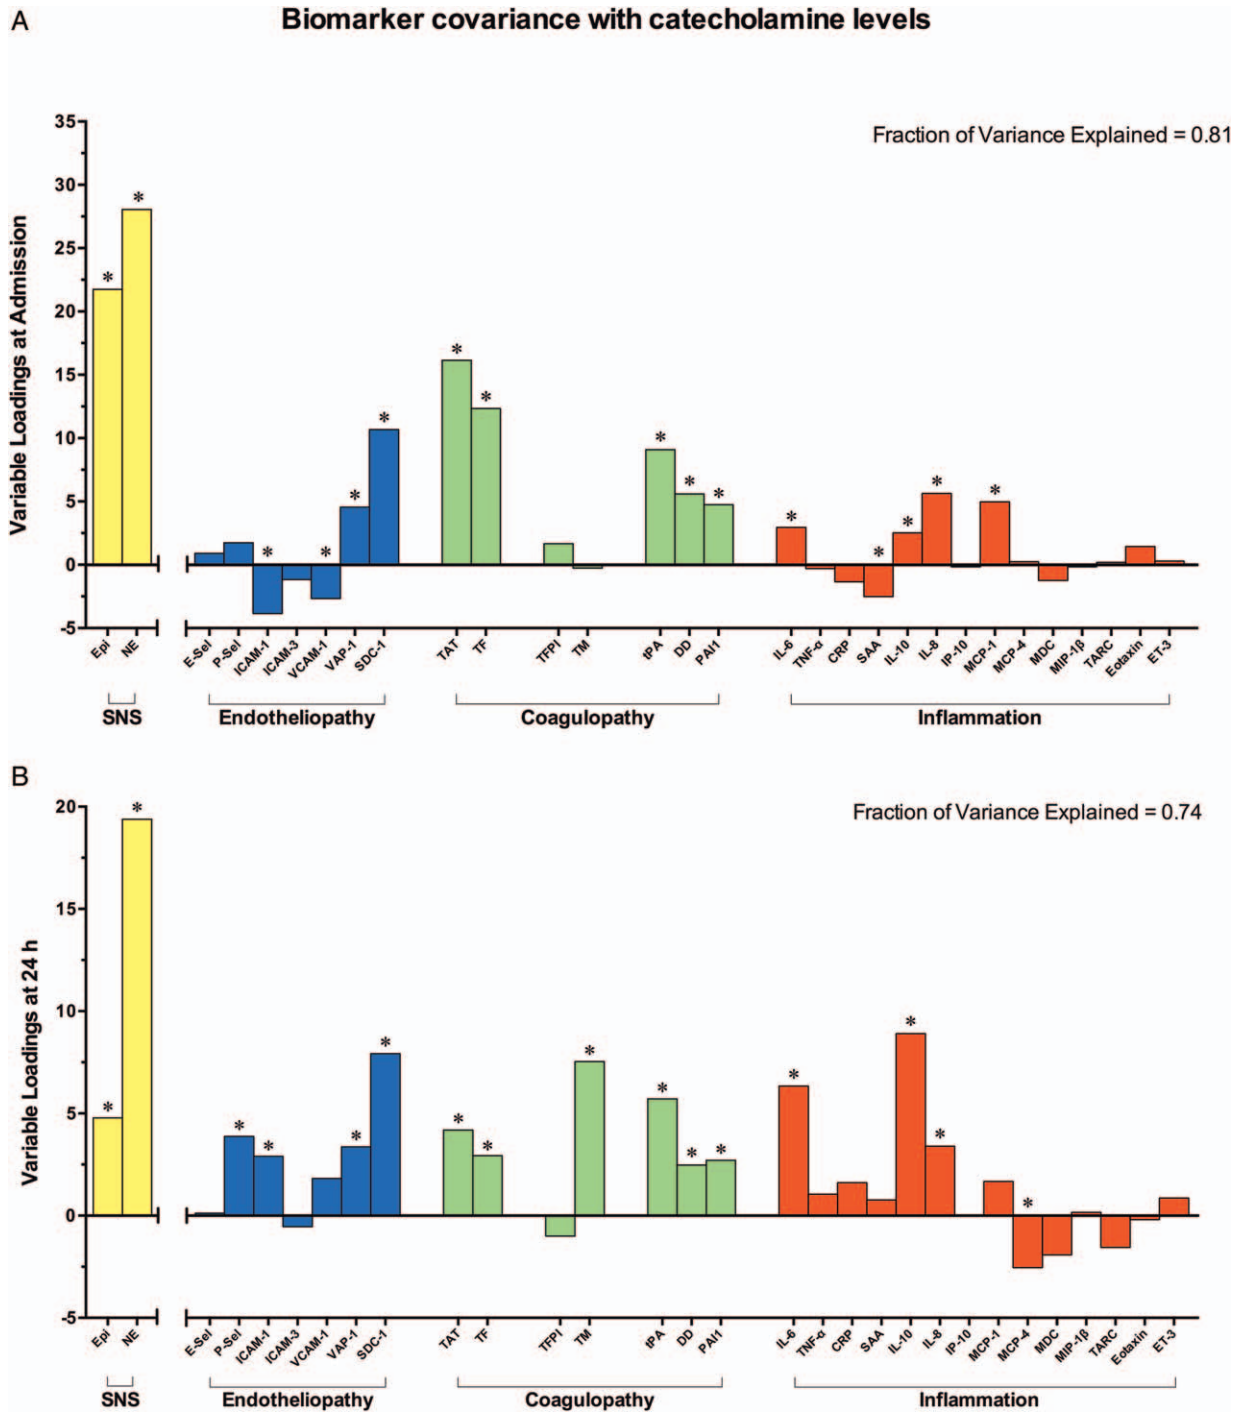 A
Biomarker covariance with catecholamine levels
Fraction of Variance Explained = 0.81
Variable Loadings at Admission
35
30
25
20
15
10
5
0
-5
* * * * * * * * * * * * * * * *
Epi NE E-Sel P-Sel ICAM-1 ICAM-3 VCAM-1 VAP-1 SDC-1 TAT TF TFPI TM tPA DD PAI1 IL-6 TNF-α CRP SAA IL-10 IL-8 IP-10 MCP-1 MCP-4 MDC MIP-1β TARC Eotaxin ET-3
SNS Endotheliopathy Coagulopathy Inflammation
B
Fraction of Variance Explained = 0.74
Variable Loadings at 24 h
20
15
10
5
0
-5
* * * * * * * * * * * * * * * *
Epi NE E-Sel P-Sel ICAM-1 ICAM-3 VCAM-1 VAP-1 SDC-1 TAT TF TFPI TM tPA DD PAI1 IL-6 TNF-α CRP SAA IL-10 IL-8 IP-10 MCP-1 MCP-4 MDC MIP-1β TARC Eotaxin ET-3
SNS Endotheliopathy Coagulopathy Inflammation